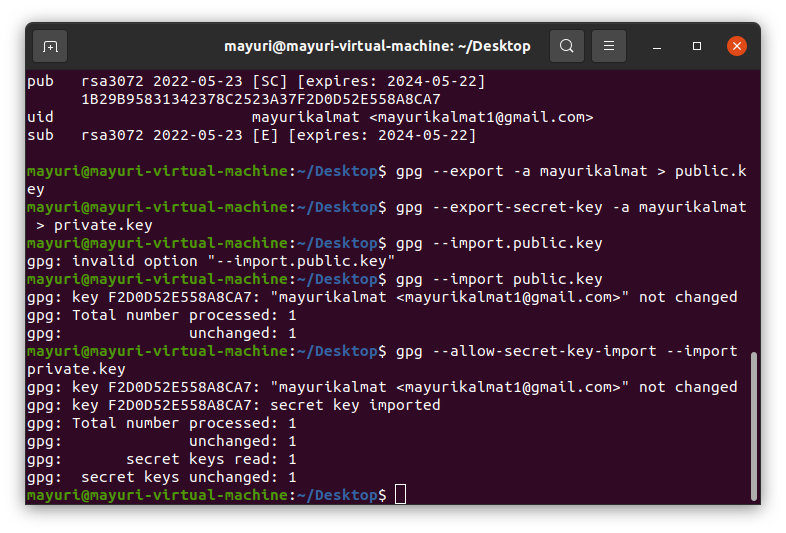 mayuri@mayuri-virtual-machine: ~/Desktop
pub   rsa3072 2022-05-23 [SC] [expires: 2024-05-22]
      1B29B95831342378C2523A37F2D0D52E558A8CA7
uid                      mayurikalmat <mayurikalmat1@gmail.com>
sub   rsa3072 2022-05-23 [E] [expires: 2024-05-22]
mayuri@mayuri-virtual-machine:~/Desktop$ gpg --export -a mayurikalmat > public.k
ey
mayuri@mayuri-virtual-machine:~/Desktop$ gpg --export-secret-key -a mayurikalmat
 > private.key
mayuri@mayuri-virtual-machine:~/Desktop$ gpg --import.public.key
gpg: invalid option "--import.public.key"
mayuri@mayuri-virtual-machine:~/Desktop$ gpg --import public.key
gpg: key F2D0D52E558A8CA7: "mayurikalmat <mayurikalmat1@gmail.com>" not changed
gpg: Total number processed: 1
gpg:              unchanged: 1
mayuri@mayuri-virtual-machine:~/Desktop$ gpg --allow-secret-key-import --import
private.key
gpg: key F2D0D52E558A8CA7: "mayurikalmat <mayurikalmat1@gmail.com>" not changed
gpg: key F2D0D52E558A8CA7: secret key imported
gpg: Total number processed: 1
gpg:              unchanged: 1
gpg:       secret keys read: 1
gpg:  secret keys unchanged: 1
mayuri@mayuri-virtual-machine:~/Desktop$